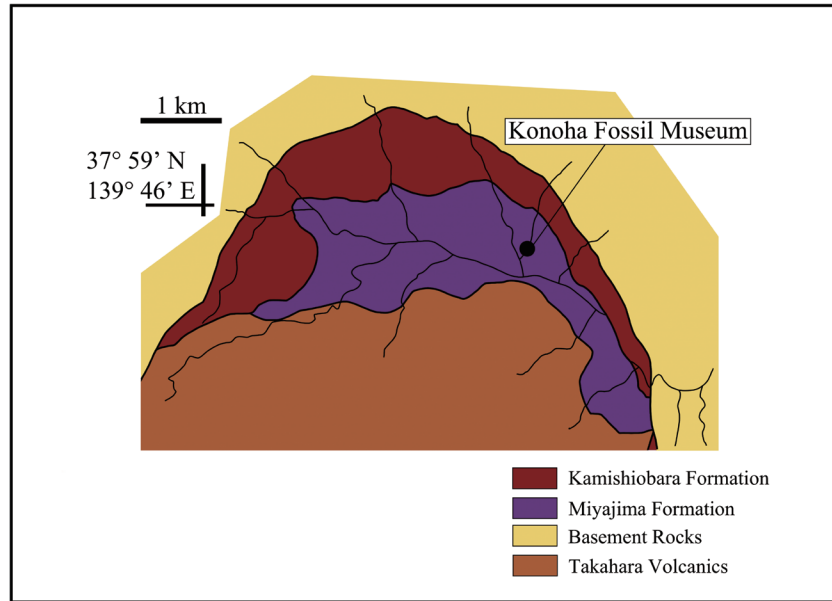 1 km
Konoha Fossil Museum
37° 59’ N
139° 46’ E
Kamishiobara Formation
Miyajima Formation
Basement Rocks
Takahara Volcanics